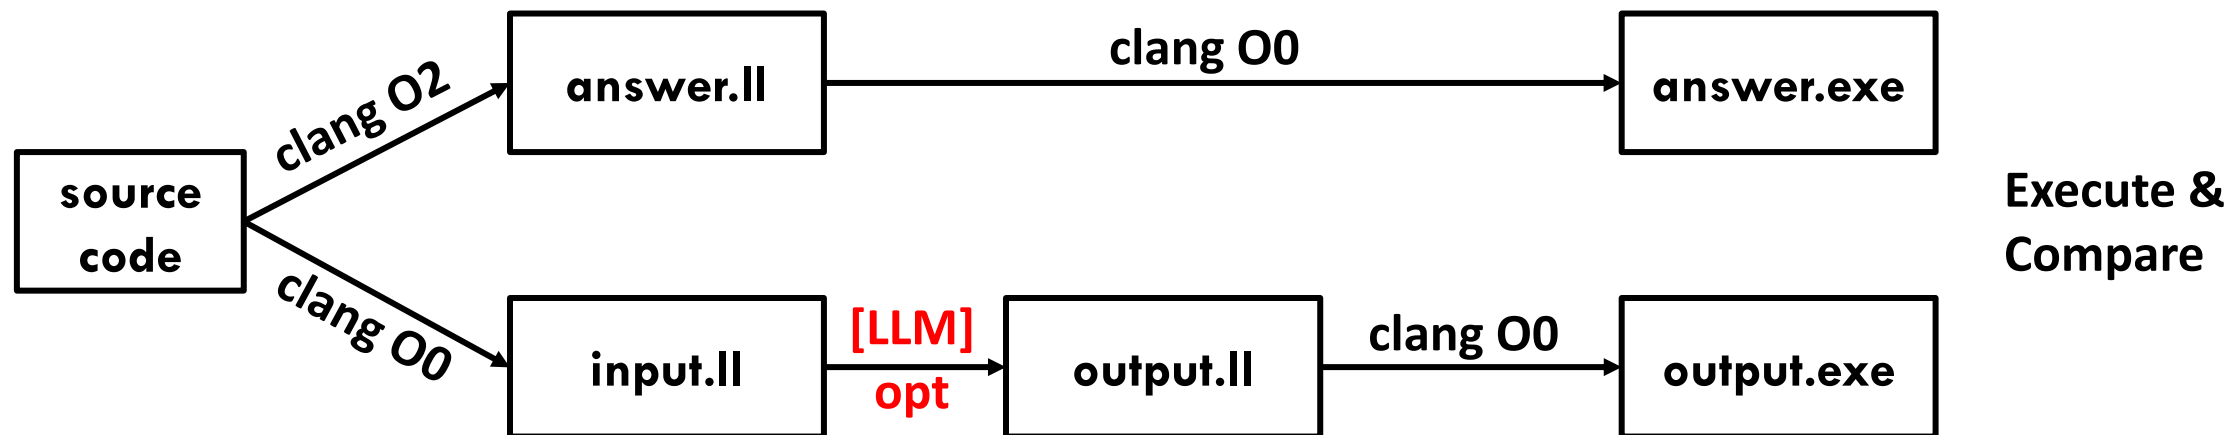 clang O2
answer.ll
clang O0
answer.exe
source
code
Execute &
Compare
clang O0
input.ll
[LLM]
opt
output.ll
clang O0
output.exe